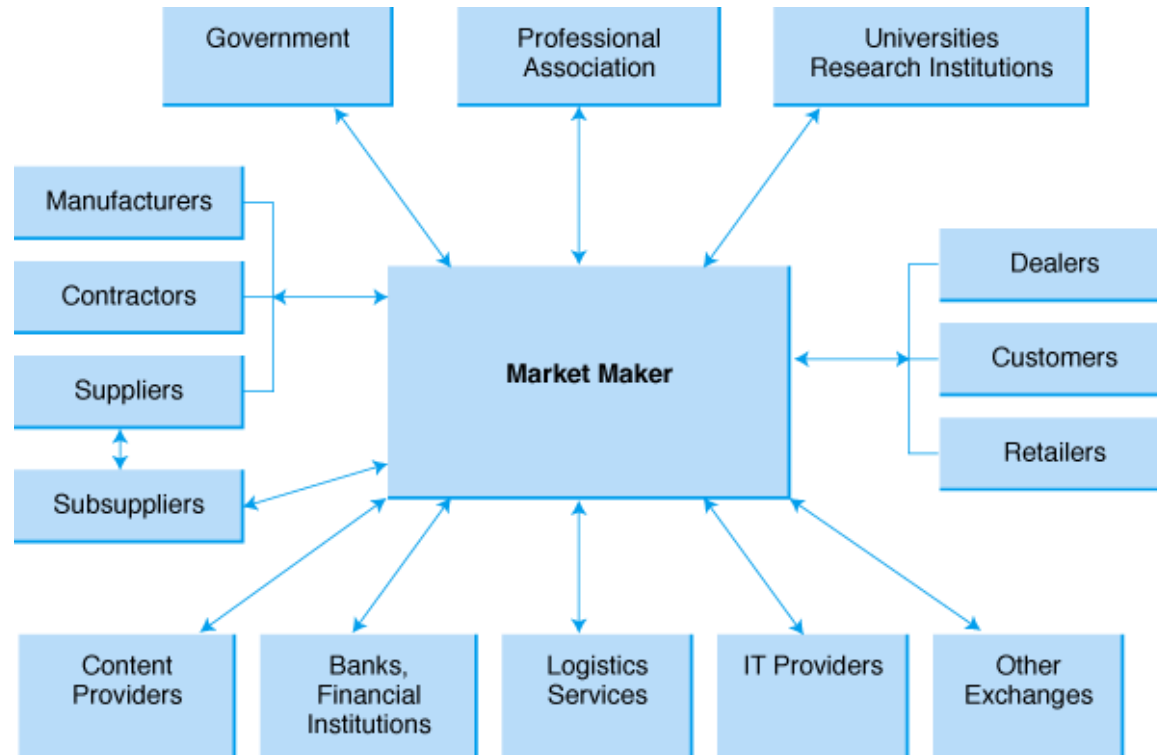 Government
Professional
Association
Universities
Research Institutions
Manufacturers
Contractors
Suppliers
Subsuppliers
Market Maker
Dealers
Customers
Retailers
Content
Providers
Banks,
Financial
Institutions
Logistics
Services
IT Providers
Other
Exchanges